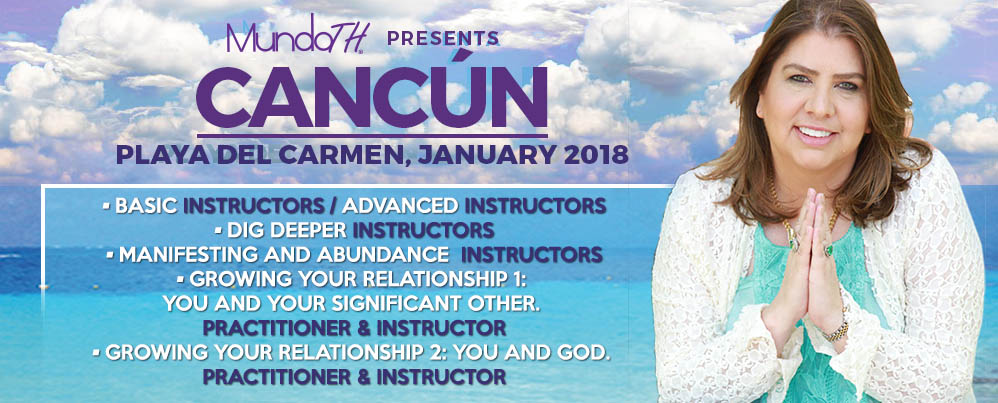 MundoTH® PRESENTS
CANCÚN
PLAYA DEL CARMEN, JANUARY 2018
▪ BASIC INSTRUCTORS / ADVANCED INSTRUCTORS
▪ DIG DEEPER INSTRUCTORS
▪ MANIFESTING AND ABUNDANCE INSTRUCTORS
▪ GROWING YOUR RELATIONSHIP 1:
YOU AND YOUR SIGNIFICANT OTHER.
PRACTITIONER & INSTRUCTOR
▪ GROWING YOUR RELATIONSHIP 2: YOU AND GOD.
PRACTITIONER & INSTRUCTOR